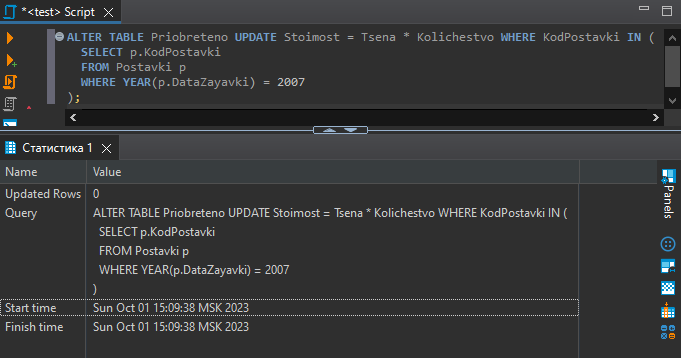 *<test> Script
ALTER TABLE Priobreteno UPDATE Stoimost = Tsena * Kolichestvo WHERE KodPostavki IN (
SELECT p.KodPostavki
FROM Postavki p
WHERE YEAR(p.DataZayavki) = 2007
);
Статистика 1
Name Value
Updated Rows 0
Query ALTER TABLE Priobreteno UPDATE Stoimost = Tsena * Kolichestvo WHERE KodPostavki IN (
SELECT p.KodPostavki
FROM Postavki p
WHERE YEAR(p.DataZayavki) = 2007
)
Start time Sun Oct 01 15:09:38 MSK 2023
Finish time Sun Oct 01 15:09:38 MSK 2023
Panels